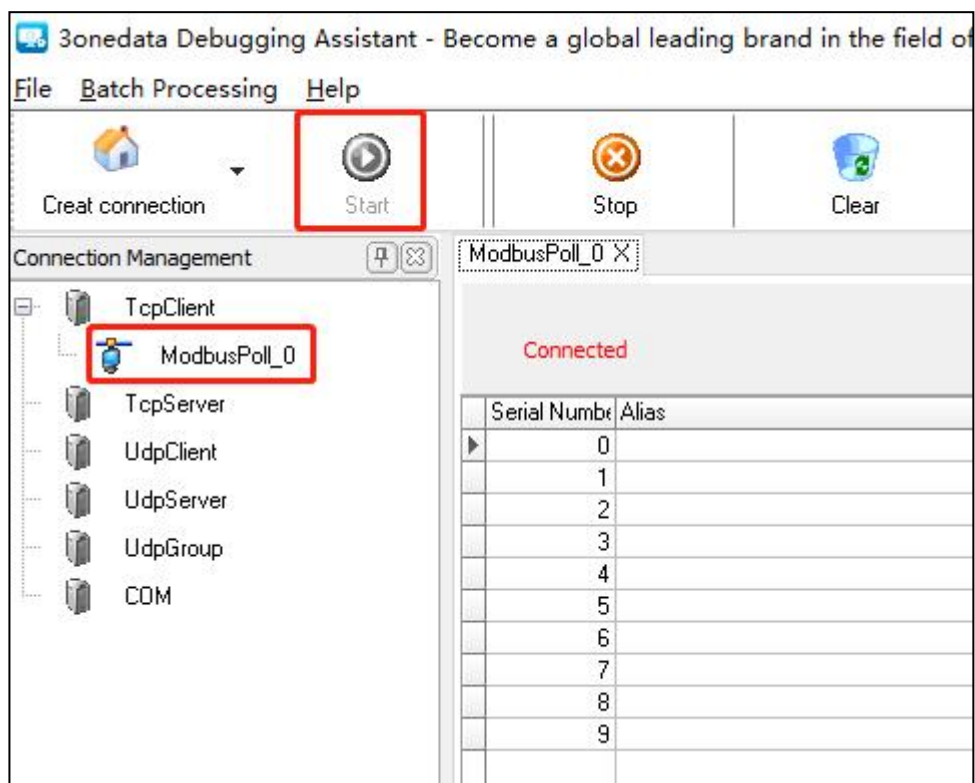 3onedata Debugging Assistant - Become a global leading brand in the field of
File Batch Processing Help
Creat connection Start Stop Clear
Connection Management
TcpClient
ModbusPoll_0
TcpServer
UdpClient
UdpServer
UdpGroup
COM
ModbusPoll_0 X
Connected
Serial Numbe Alias
0
1
2
3
4
5
6
7
8
9